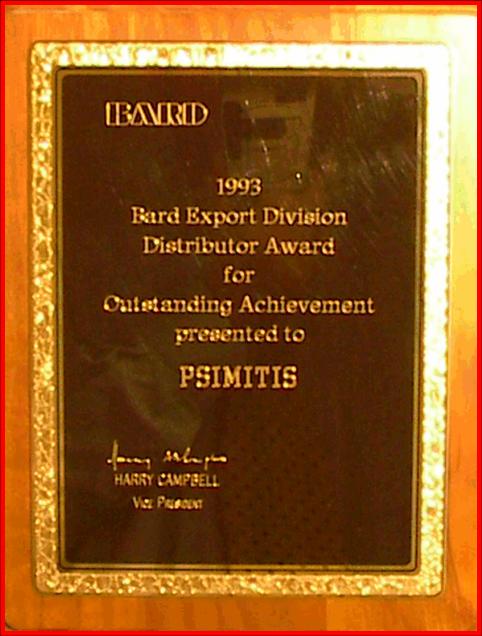 BARD
1993
Bard Export Division
Distributor Award
for
Outstanding Achievement
presented to
PSIMITIS
HARRY CAMPBELL
VICE PRESIDENT